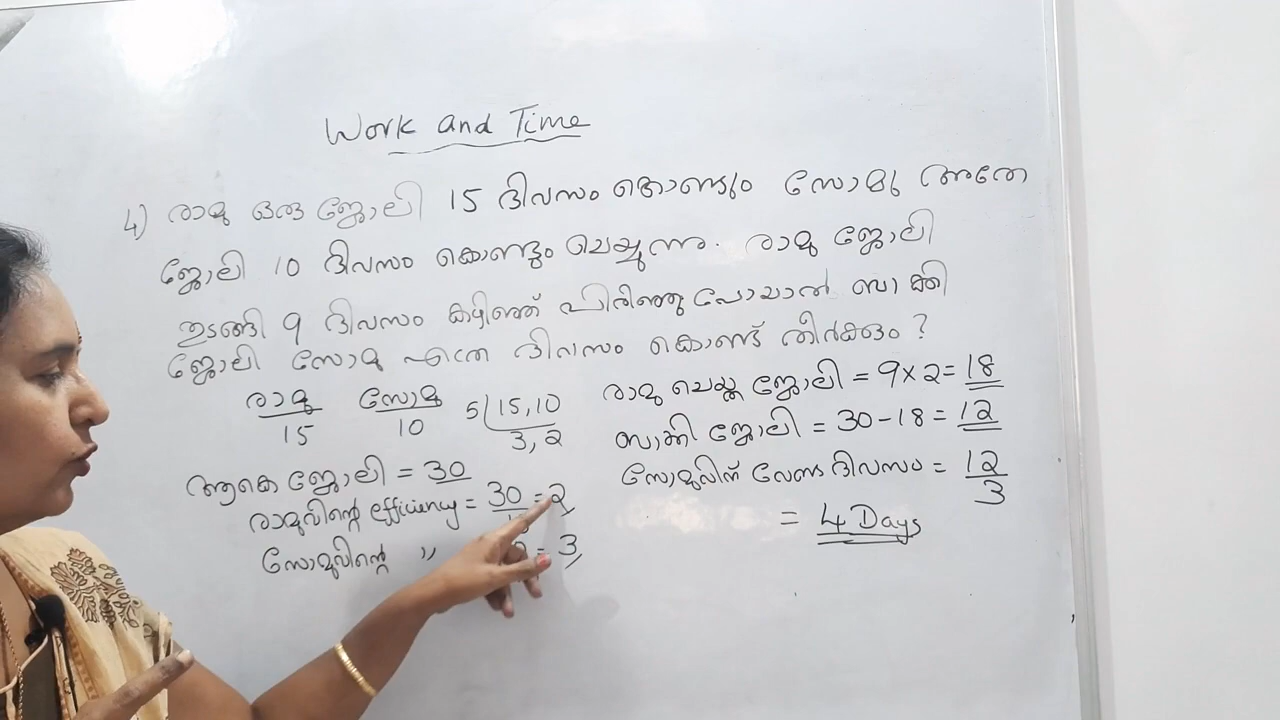 Work and Time
4) രാമു ഒരു ജോലി 15 ദിവസം കൊണ്ടും സോമു അതേ
ജോലി 10 ദിവസം കൊണ്ടും ചെയ്യുന്നു. രാമു ജോലി
തുടങ്ങി 9 ദിവസം കഴിഞ്ഞ് പിരിഞ്ഞുപോയാൽ ബാക്കി
ജോലി സോമു എത്ര ദിവസം കൊണ്ട് തീർക്കും?
രാമു സോമു 5 15, 10
15 10 3, 2
ആകെ ജോലി = 30
രാമുവിന്റെ efficiency = 30 = 2
സോമുവിന്റെ ,, = 3
രാമു ചെയ്ത ജോലി = 9 x 2 = 18
ബാക്കി ജോലി = 30 - 18 = 12
സോമുവിന് വേണ്ട ദിവസം = 12
3
= 4 Days